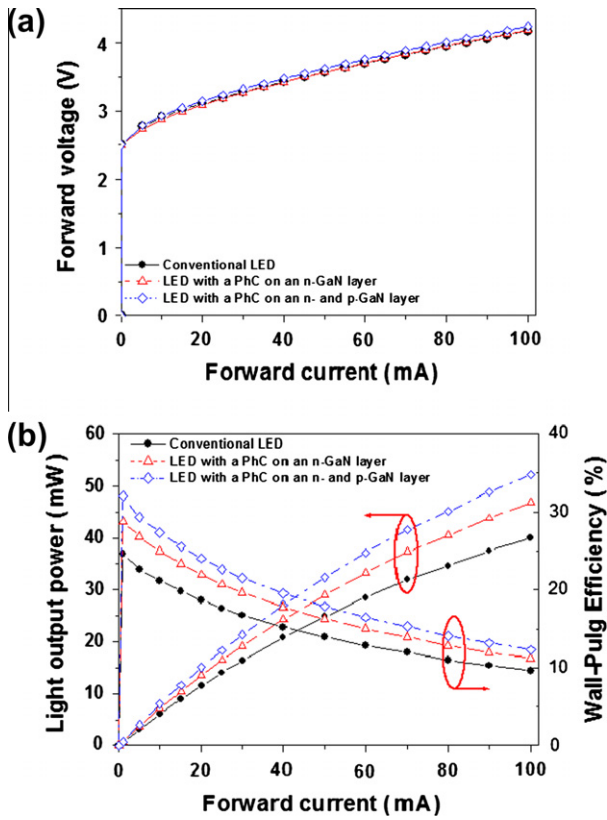 (a)
Forward voltage (V)
4
3
2
1
0
Conventional LED
LED with a PhC on an n-GaN layer
LED with a PhC on an n- and p-GaN layer
0 20 40 60 80 100
Forward current (mA)
(b)
Light output power (mW)
60
50
40
30
20
10
0
Conventional LED
LED with a PhC on an n-GaN layer
LED with a PhC on an n- and p-GaN layer
40
30
20
10
0
Wall-Pulg Efficiency (%)
0 20 40 60 80 100
Forward current (mA)